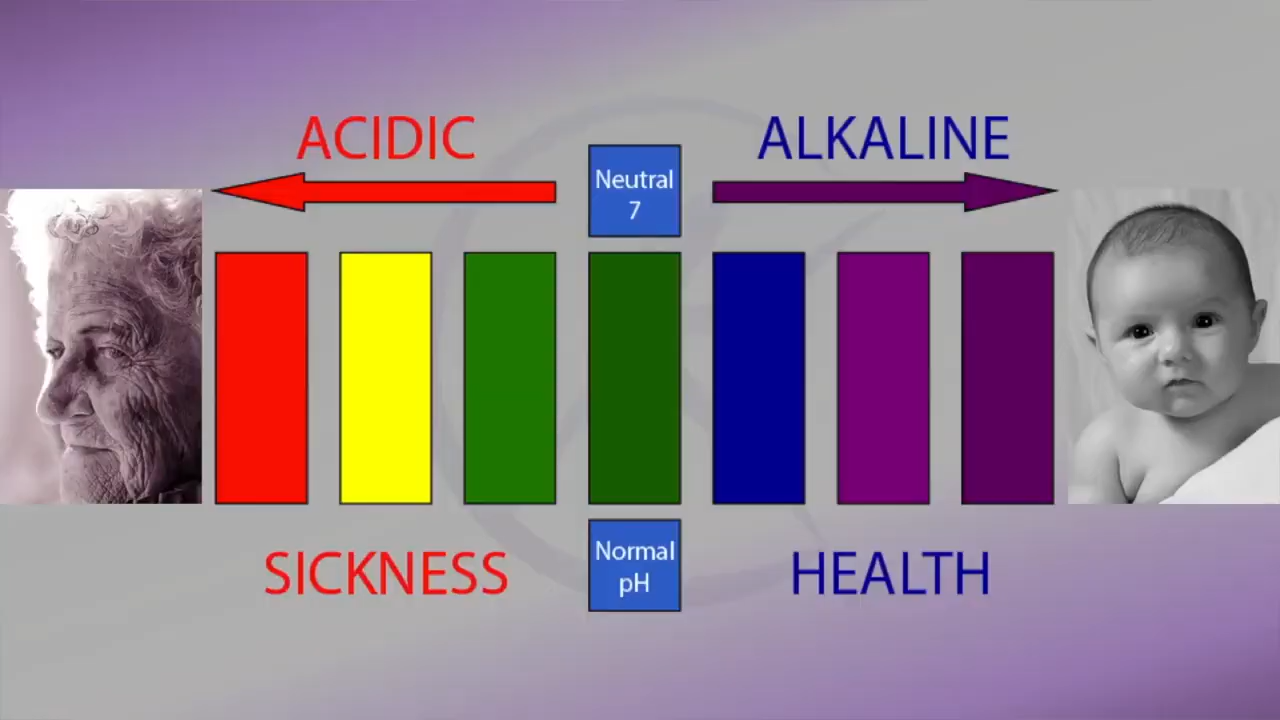 ACIDIC
ALKALINE
Neutral
7
Normal
pH
SICKNESS
HEALTH